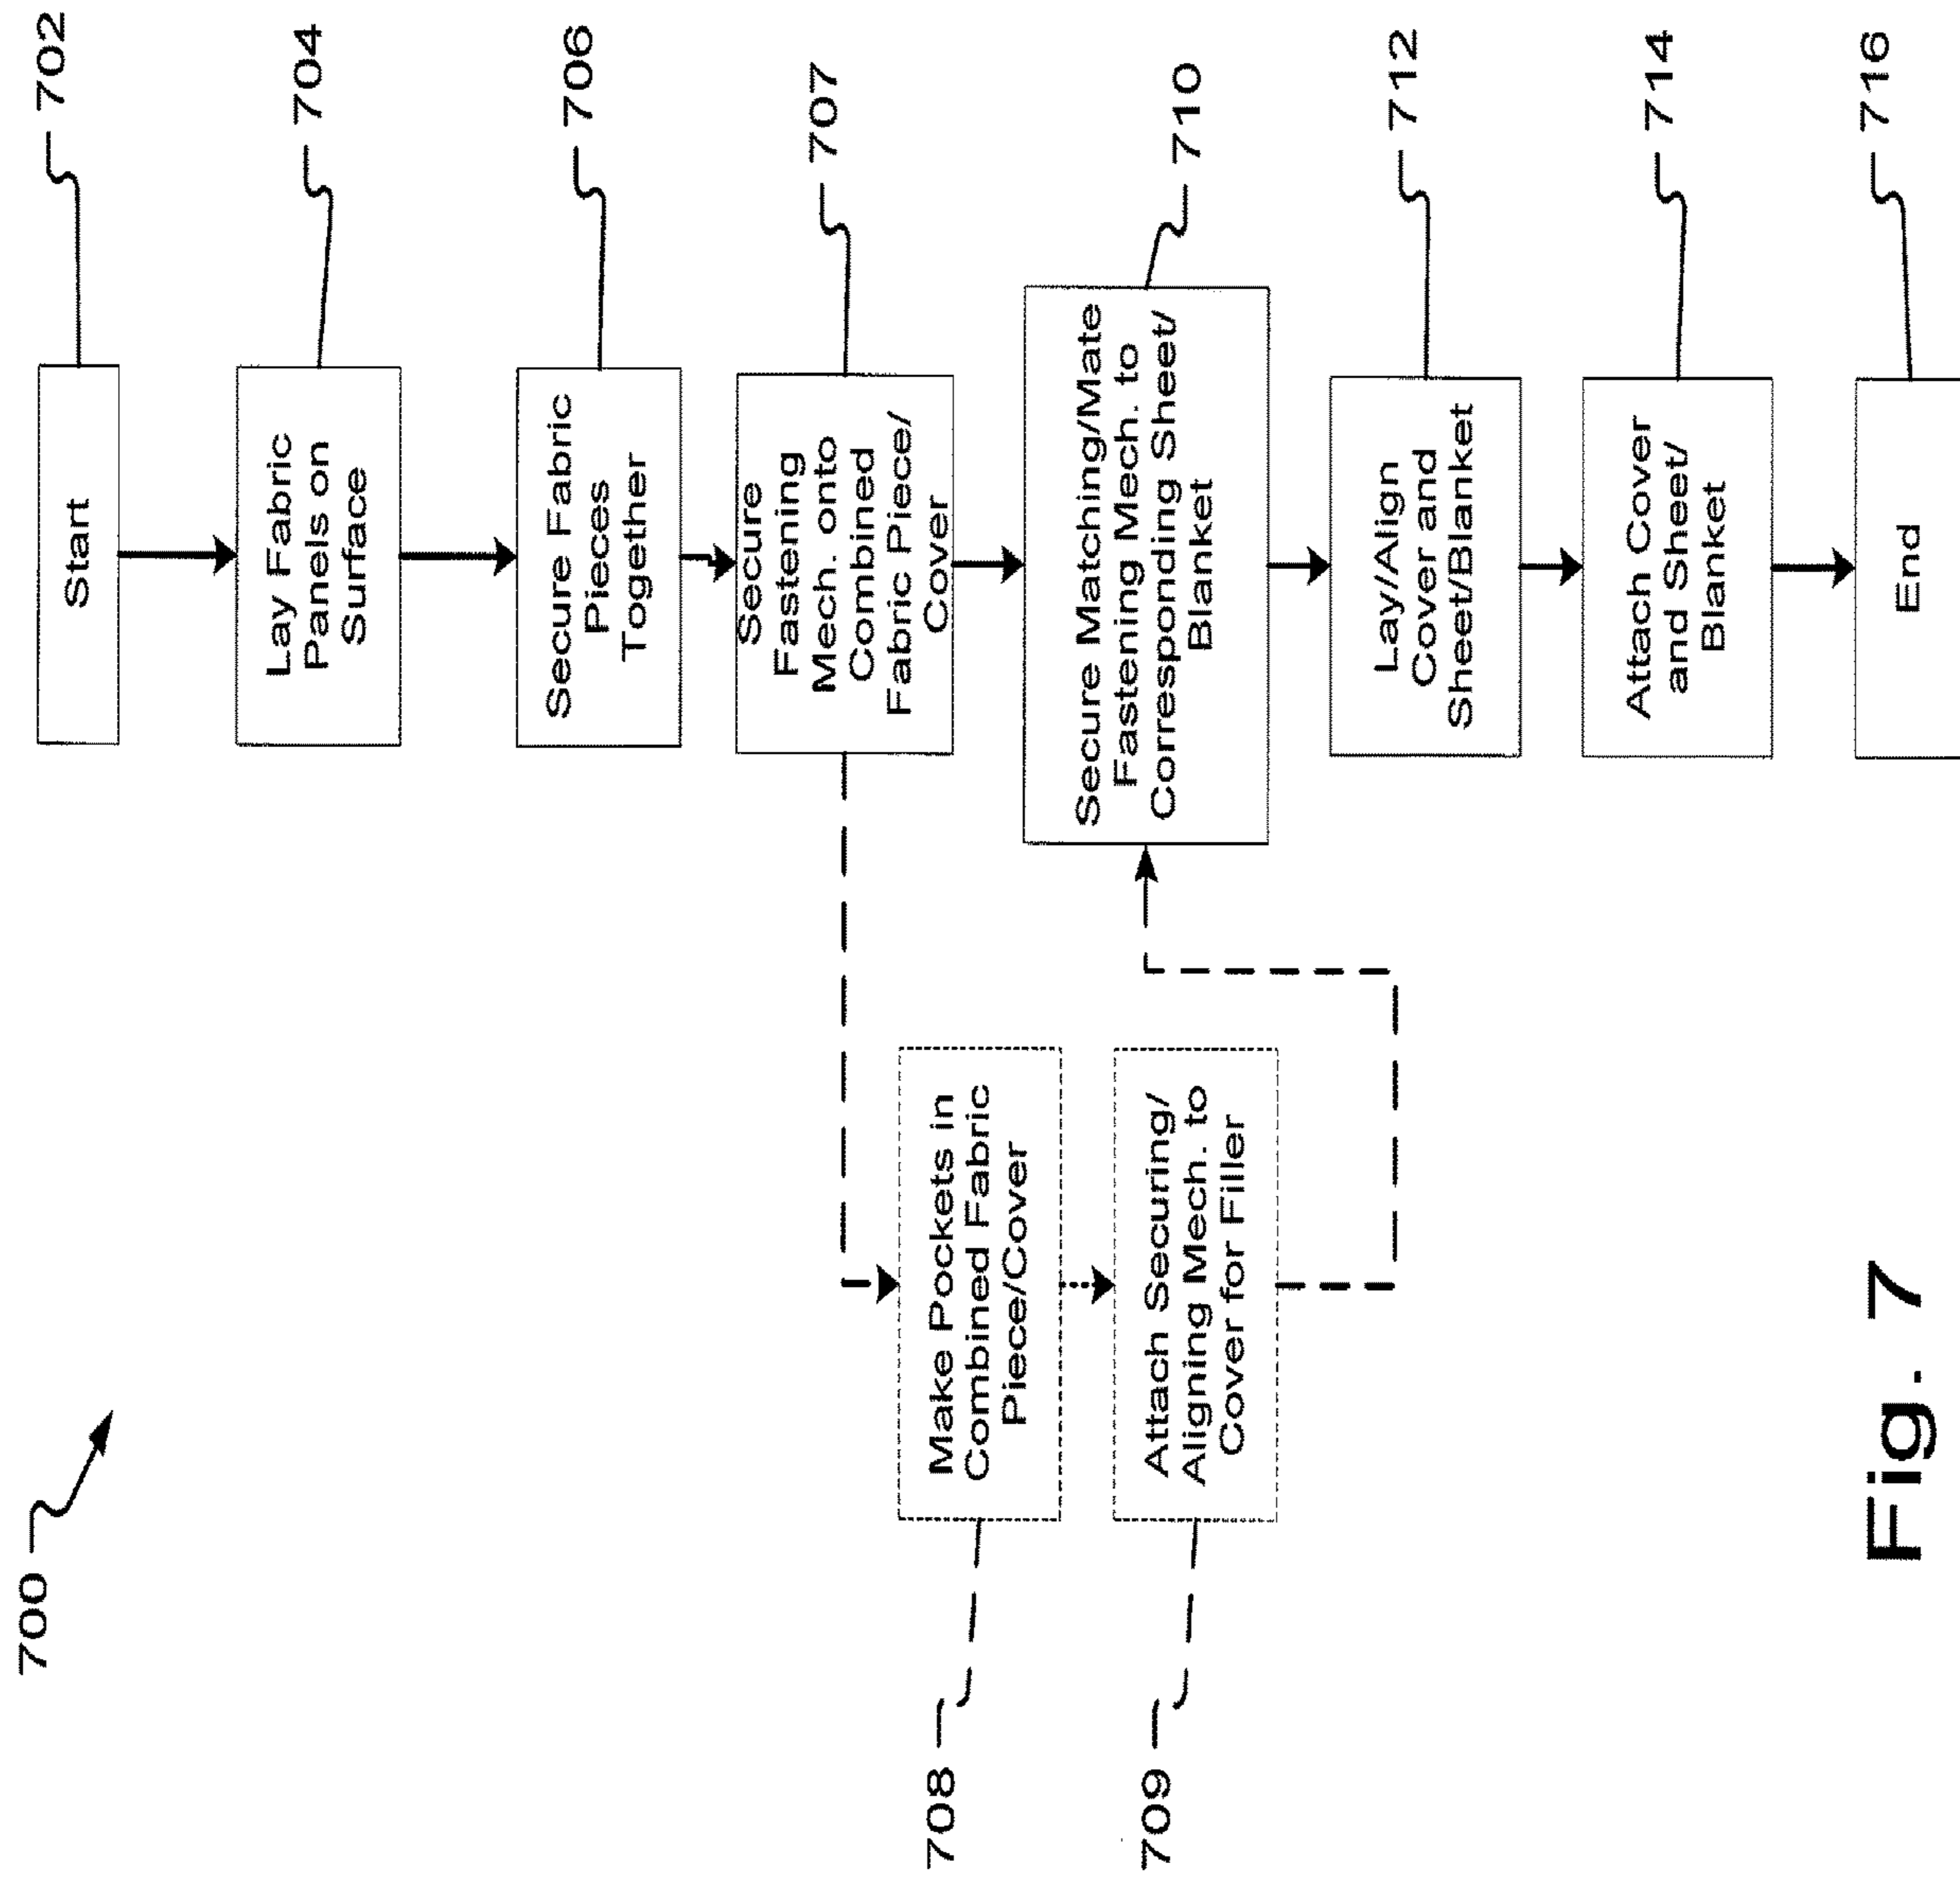 700
Start
702
Lay Fabric
Panels on
Surface
704
Secure Fabric
Pieces
Together
706
Secure
Fastening
Mech. onto
Combined
Fabric Piece/
Cover
707
Make Pockets in
Combined Fabric
Piece/Cover
708
Attach Securing/
Aligning Mech. to
Cover for Filler
709
Secure Matching/Mate
Fastening Mech. to
Corresponding Sheet/
Blanket
710
Lay/Align
Cover and
Sheet/Blanket
712
Attach Cover
and Sheet/
Blanket
714
End
716
Fig. 7